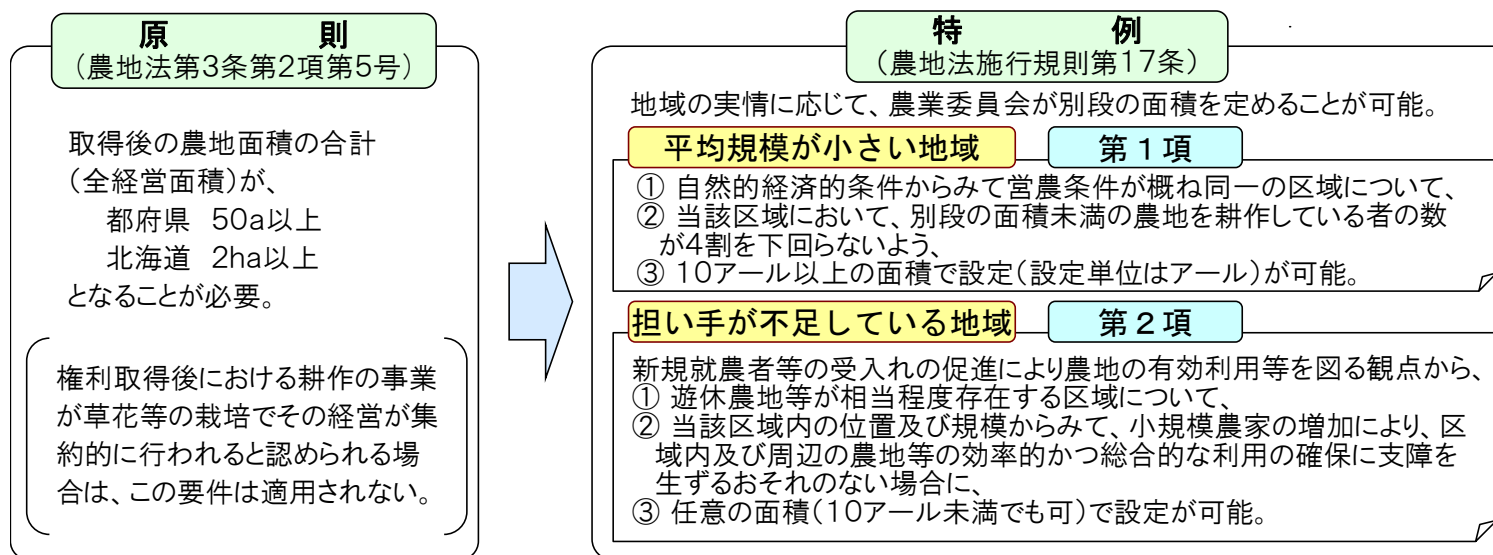 原　則
（農地法第3条第2項第5号）
取得後の農地面積の合計
（全経営面積）が、
都府県　50a以上
北海道　2ha以上
となることが必要。
権利取得後における耕作の事業
が草花等の栽培でその経営が集
約的に行われると認められる場
合は、この要件は適用されない。
特　例
（農地法施行規則第17条）
地域の実情に応じて、農業委員会が別段の面積を定めることが可能。
平均規模が小さい地域　第１項
① 自然的経済的条件からみて営農条件が概ね同一の区域について、
② 当該区域において、別段の面積未満の農地を耕作している者の数
が4割を下回らないよう、
③ 10アール以上の面積で設定（設定単位はアール）が可能。
担い手が不足している地域　第２項
新規就農者等の受入れの促進により農地の有効利用等を図る観点から、
① 遊休農地等が相当程度存在する区域について、
② 当該区域内の位置及び規模からみて、小規模農家の増加により、区
域内及び周辺の農地等の効率的かつ総合的な利用の確保に支障を
生ずるおそれのない場合に、
③ 任意の面積（10アール未満でも可）で設定が可能。